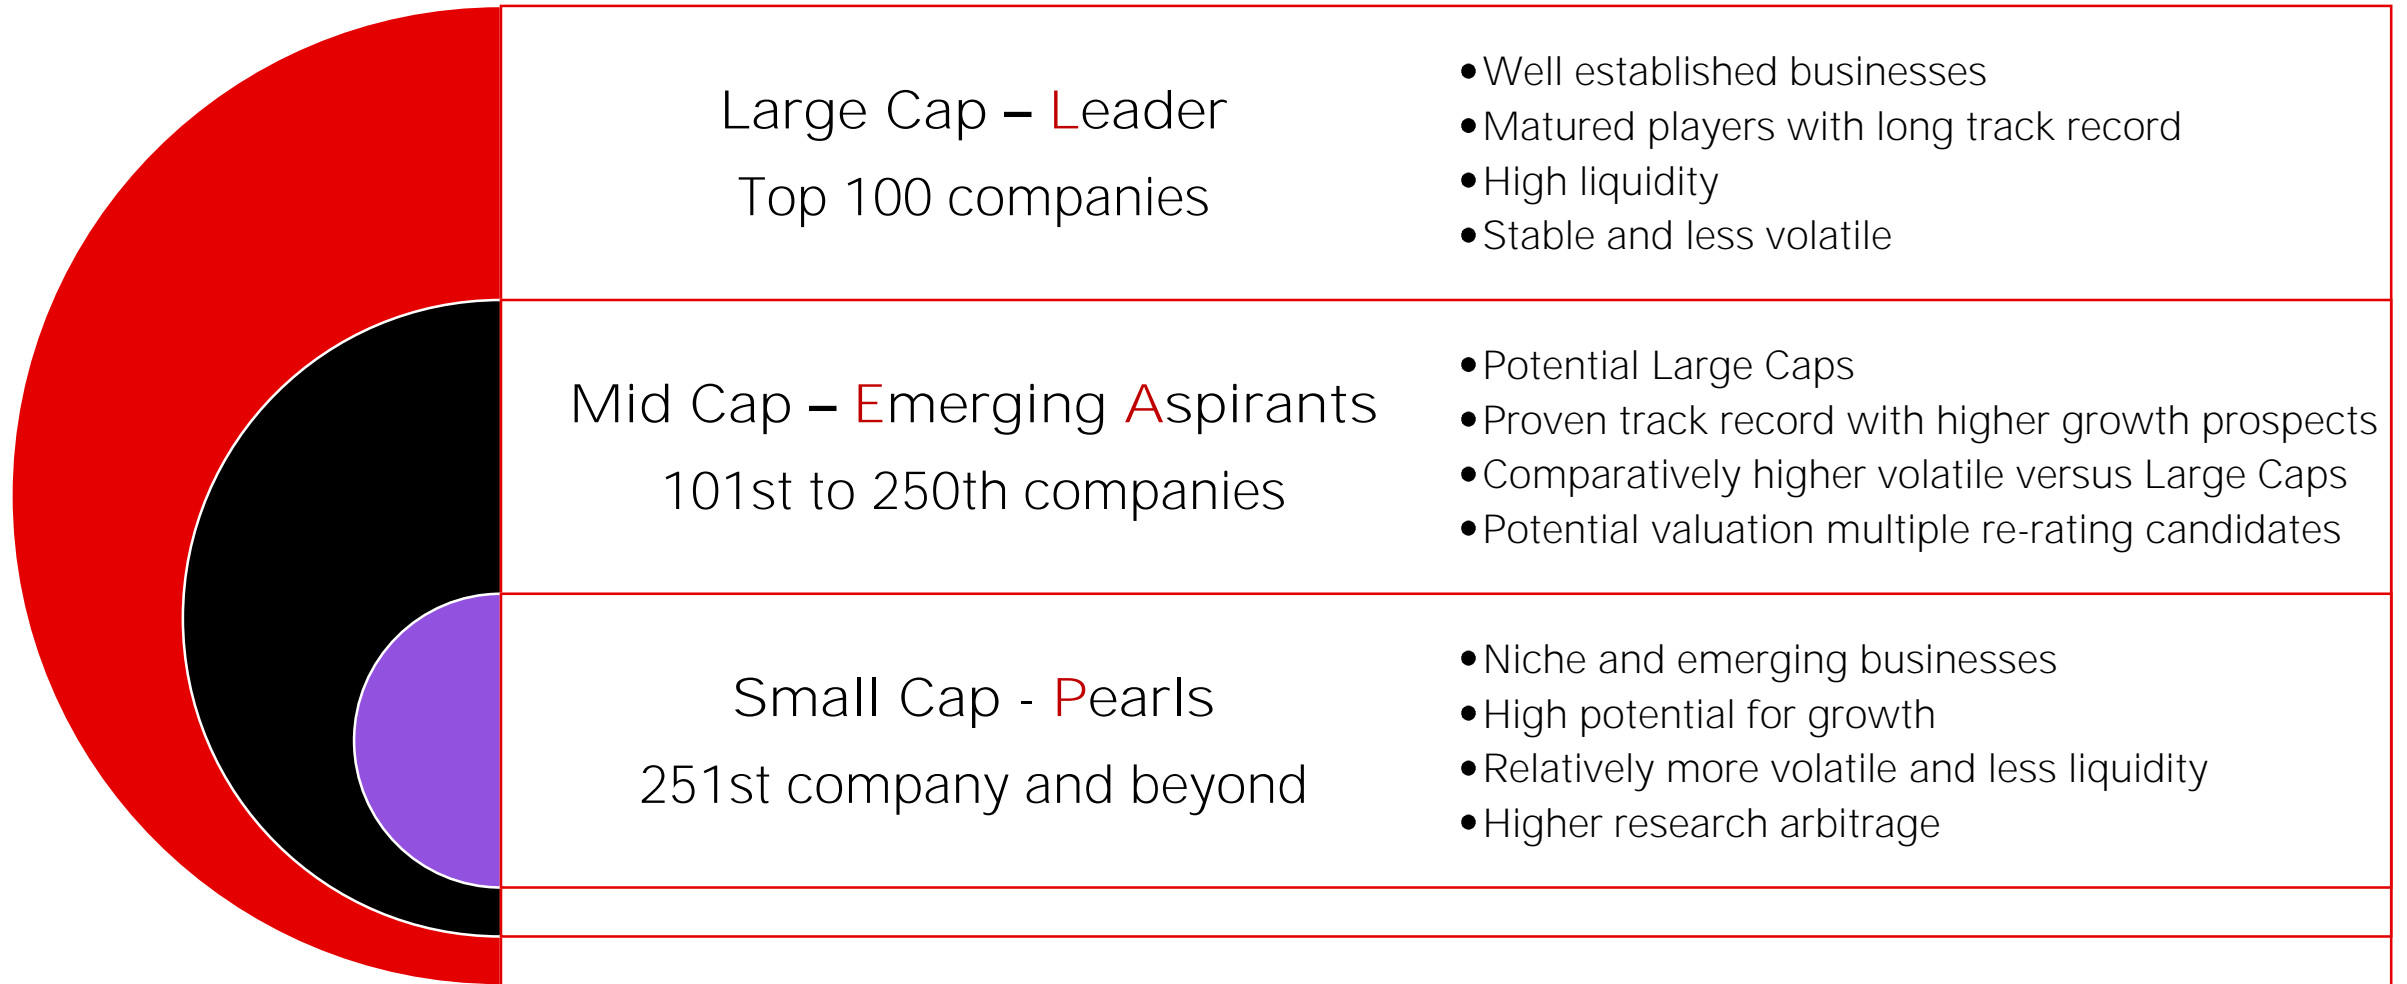 Large Cap – Leader
Top 100 companies
•Well established businesses
•Matured players with long track record
•High liquidity
•Stable and less volatile
Mid Cap – Emerging Aspirants
101st to 250th companies
•Potential Large Caps
•Proven track record with higher growth prospects
•Comparatively higher volatile versus Large Caps
•Potential valuation multiple re-rating candidates
Small Cap - Pearls
251st company and beyond
•Niche and emerging businesses
•High potential for growth
•Relatively more volatile and less liquidity
•Higher research arbitrage